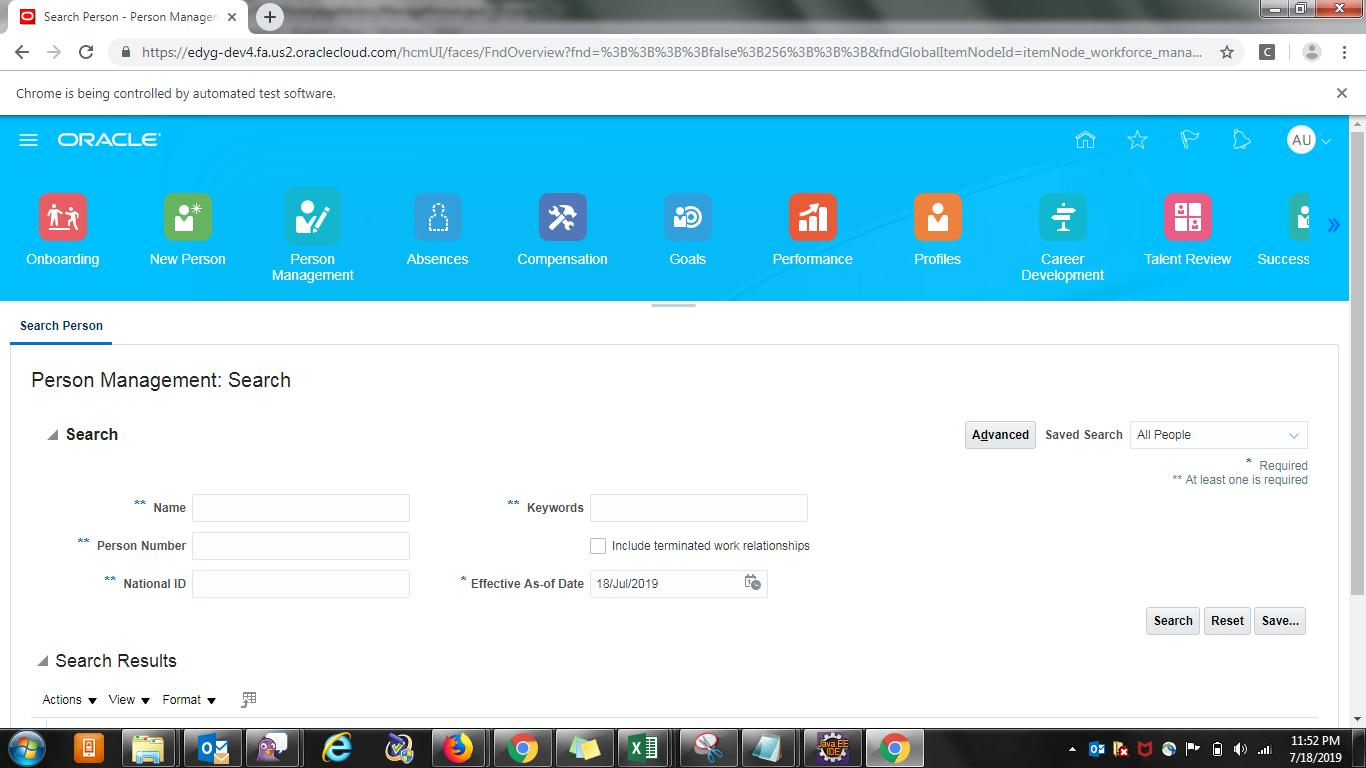 Search Person - Person Managen
https://edyg-dev4.fa.us2.oraclecloud.com/hcmUI/faces/FndOverview?fnd=%3B%3B%3B%3Bfalse%3B256%3B%3B%3B&fndGlobalItemNodeId=itemNode_workforce_mana...
C
Chrome is being controlled by automated test software.
ORACLE
AU
Onboarding
New Person
Person Management
Absences
Compensation
Goals
Performance
Profiles
Career Development
Talent Review
Success
Search Person
Person Management: Search
Search
Advanced
Saved Search
All People
* Required
** At least one is required
** Name
** Keywords
** Person Number
Include terminated work relationships
** National ID
* Effective As-of Date
18/Jul/2019
Search
Reset
Save...
Search Results
Actions
View
Format
Java EE
IDE
11:52 PM
7/18/2019